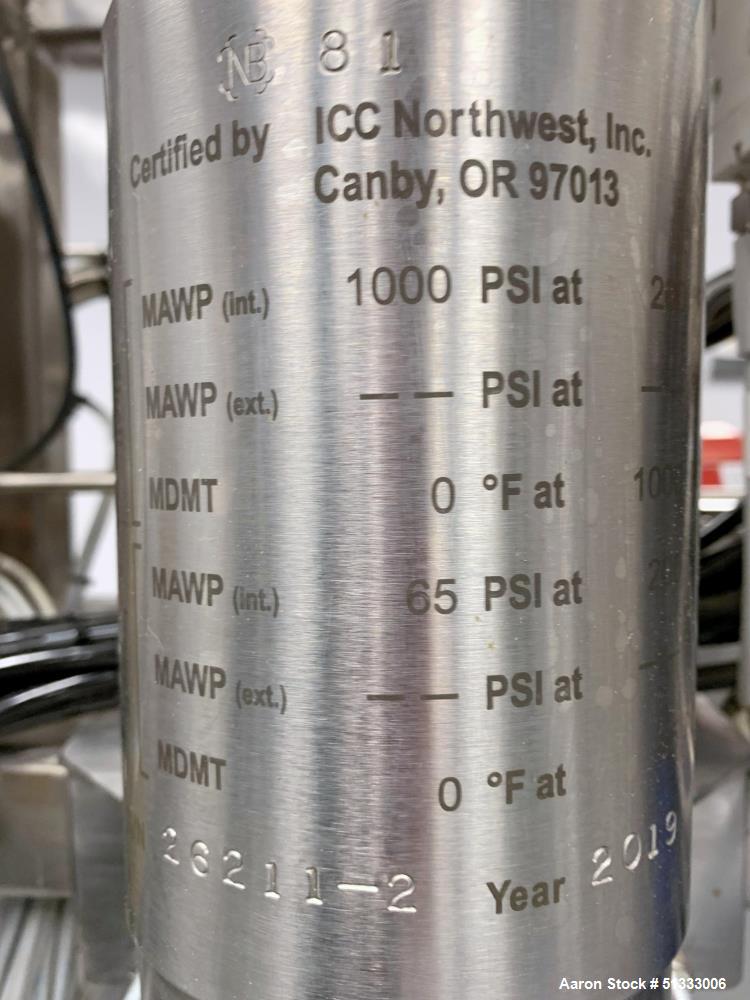 NB 81
Certified by ICC Northwest, Inc.
Canby, OR 97013
MAWP (int.) 1000 PSI at
MAWP (ext.) — — PSI at —
MDMT 0 °F at
MAWP (int.) 65 PSI at
MAWP (ext.) — — PSI at —
MDMT 0 °F at
26211-2 Year 2019
Aaron Stock # 51333006